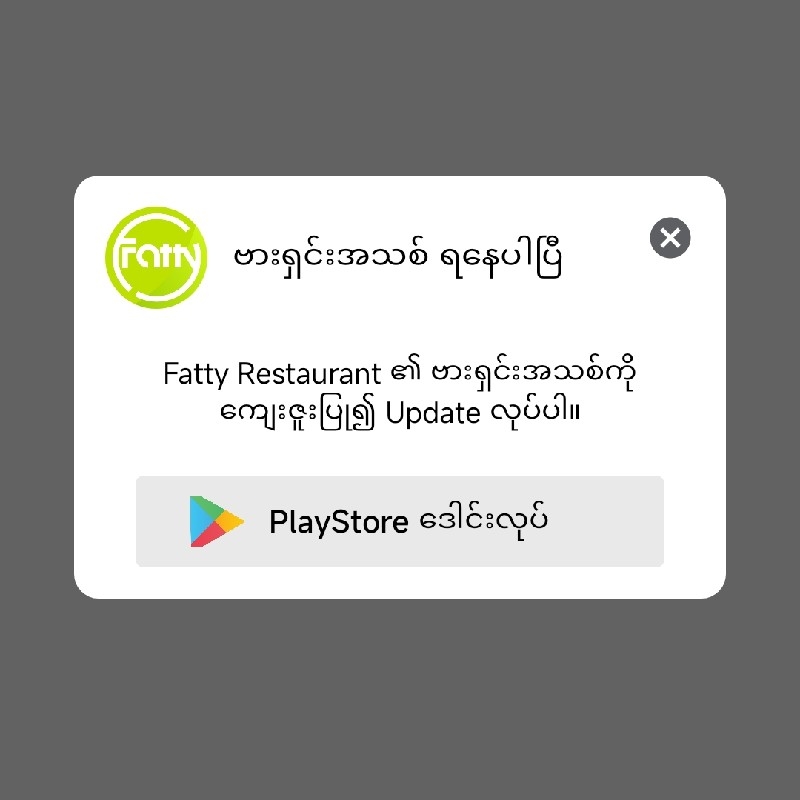 Fatty
ဗားရှင်းအသစ် ရနေပါပြီ
Fatty Restaurant ၏ ဗားရှင်းအသစ်ကို
ကျေးဇူးပြု၍ Update လုပ်ပါ။
PlayStore ဒေါင်းလုပ်